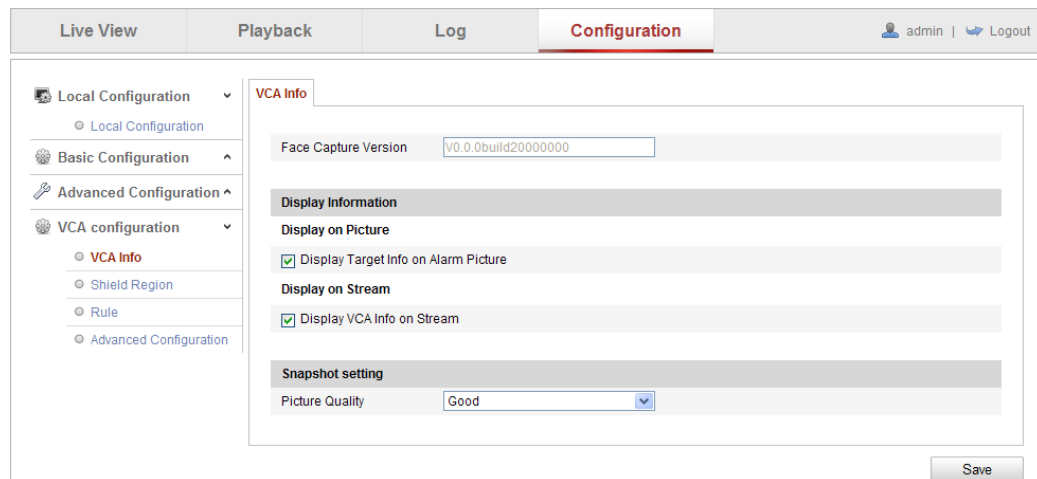 Live View Playback Log Configuration admin | Logout
Local Configuration
Local Configuration
Basic Configuration
Advanced Configuration
VCA configuration
VCA Info
Shield Region
Rule
Advanced Configuration
VCA Info
Face Capture Version V0.0.0build20000000
Display Information
Display on Picture
Display Target Info on Alarm Picture
Display on Stream
Display VCA Info on Stream
Snapshot setting
Picture Quality Good
Save